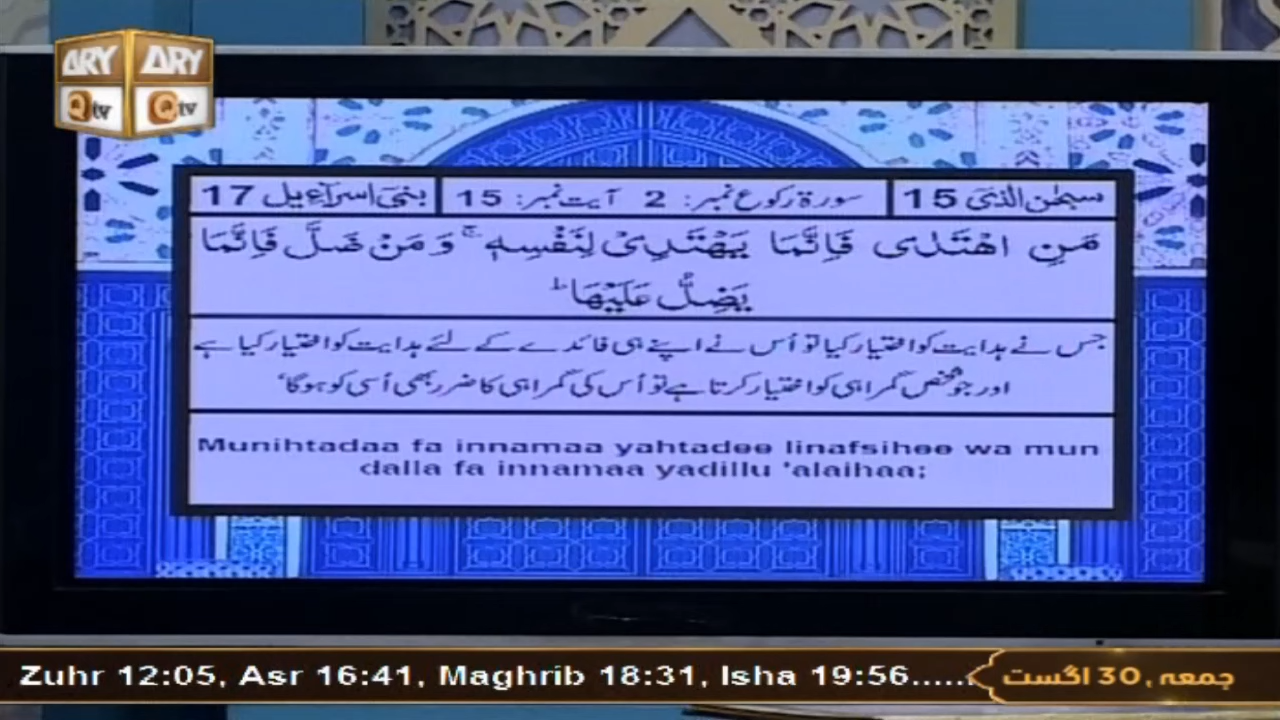 ARY ARY
Qtv Qtv
سبحٰن الذیٓ 15
سورۃ رکوع نمبر: 2 آیت نمبر: 15
بنیٓ اسرآءیل 17
مَنِ اهْتَدٰى فَاِنَّمَا يَهْتَدِىْ لِنَفْسِهٖ ۚ وَ مَنْ ضَلَّ فَاِنَّمَا
يَضِلُّ عَلَيْهَا ؕ
جس نے ہدایت کو اختیار کیا تو اُس نے اپنے ہی فائدے کے لئے ہدایت کو اختیار کیا ہے
اور جو شخص گمراہی کو اختیار کرتا ہے تو اُس کی گمراہی کا ضرر بھی اُسی کو ہوگا‘
Munihtadaa fa innamaa yahtadee linafsihee wa mun
dalla fa innamaa yadillu 'alaihaa;
Zuhr 12:05, Asr 16:41, Maghrib 18:31, Isha 19:56.....
جمعہ, 30 اگست